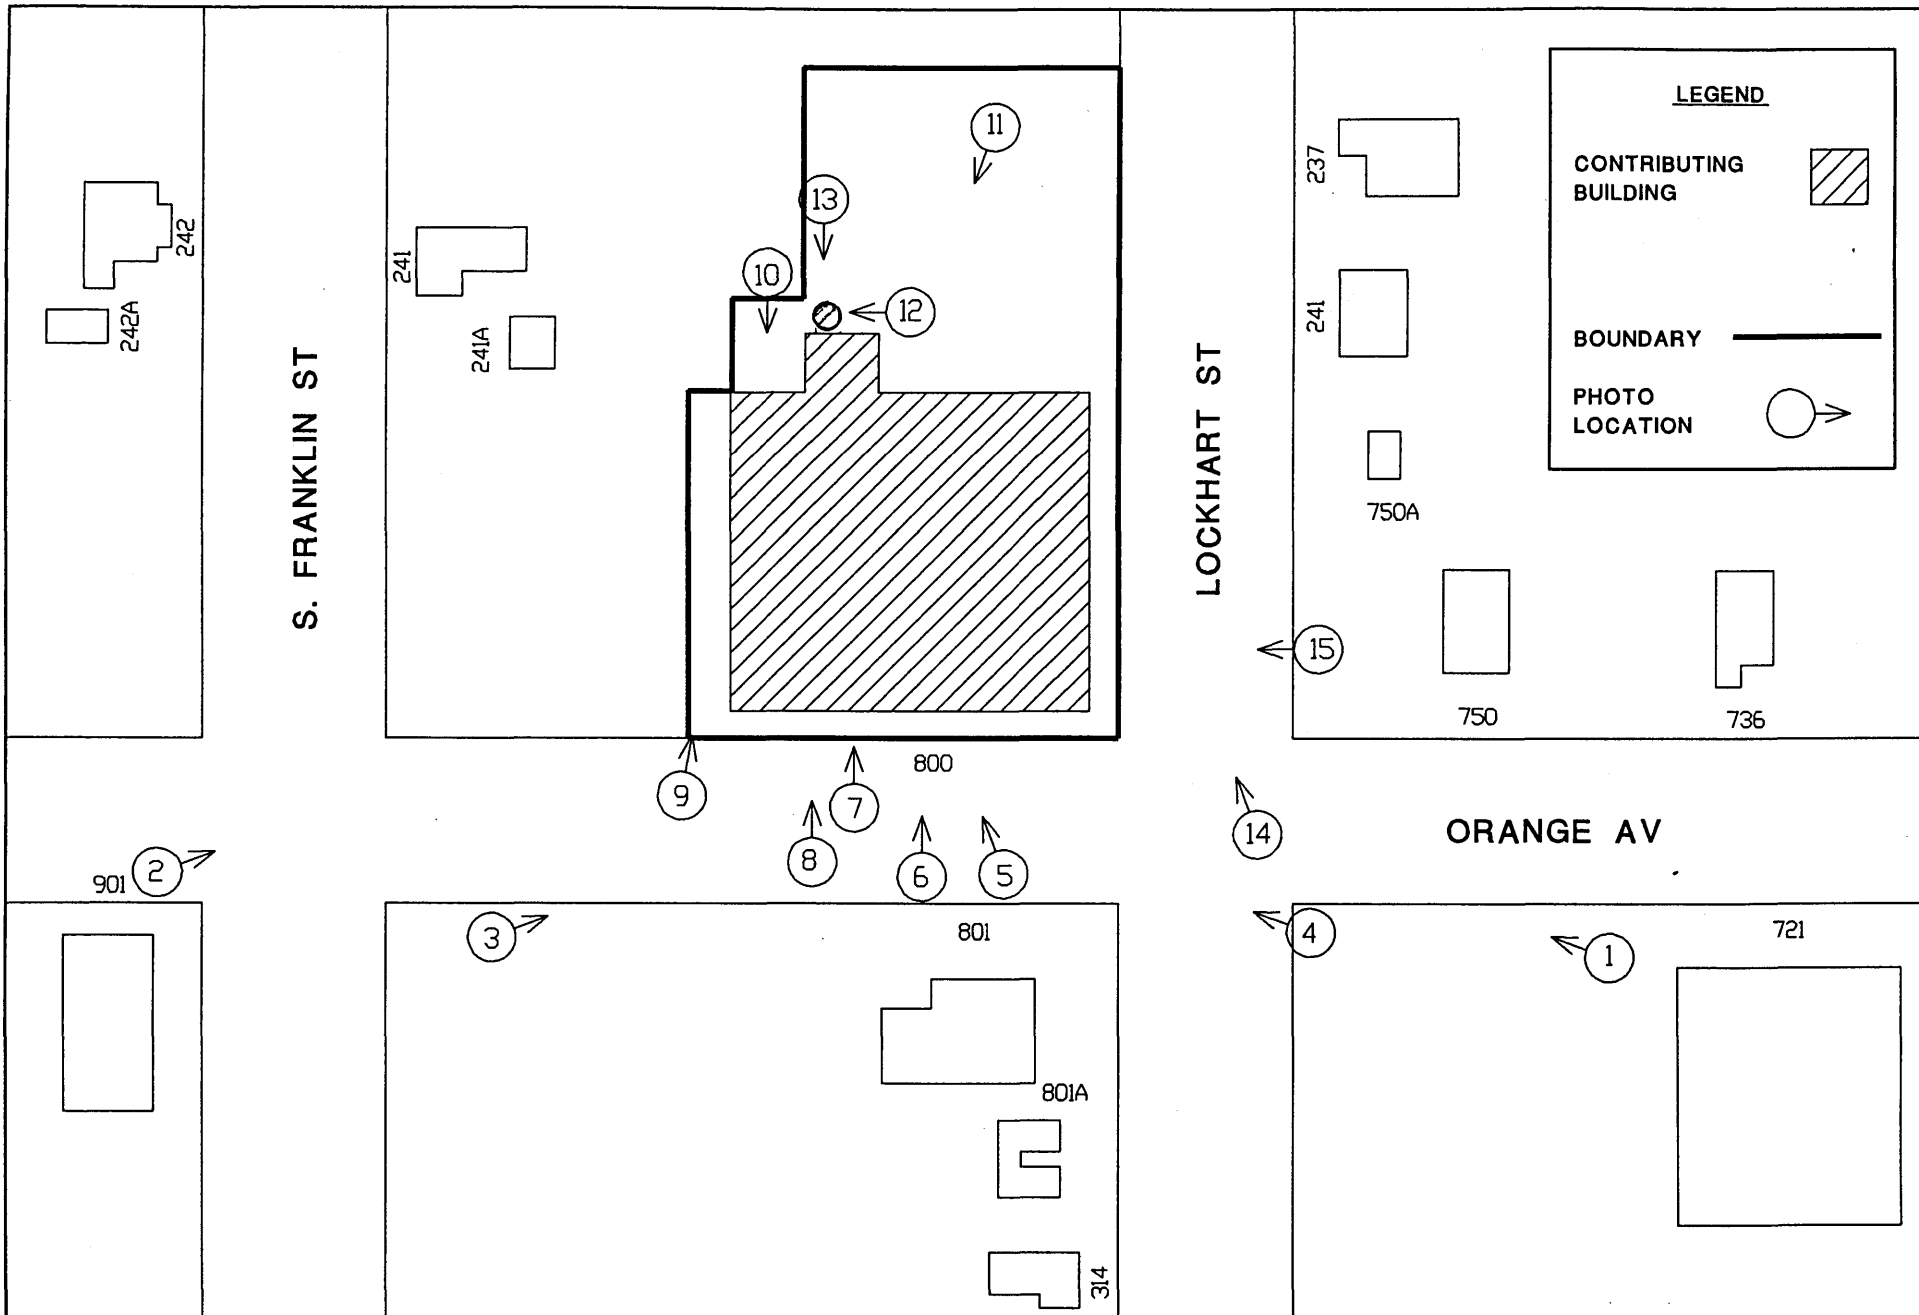 LEGEND
CONTRIBUTING
BUILDING
BOUNDARY
PHOTO
LOCATION
11
237
13
242
241
10
12
241
242A
241A
S. FRANKLIN ST
LOCKHART ST
750A
15
750
736
800
9
7
14
ORANGE AV
8
2
6
5
901
3
801
4
721
1
801A
314